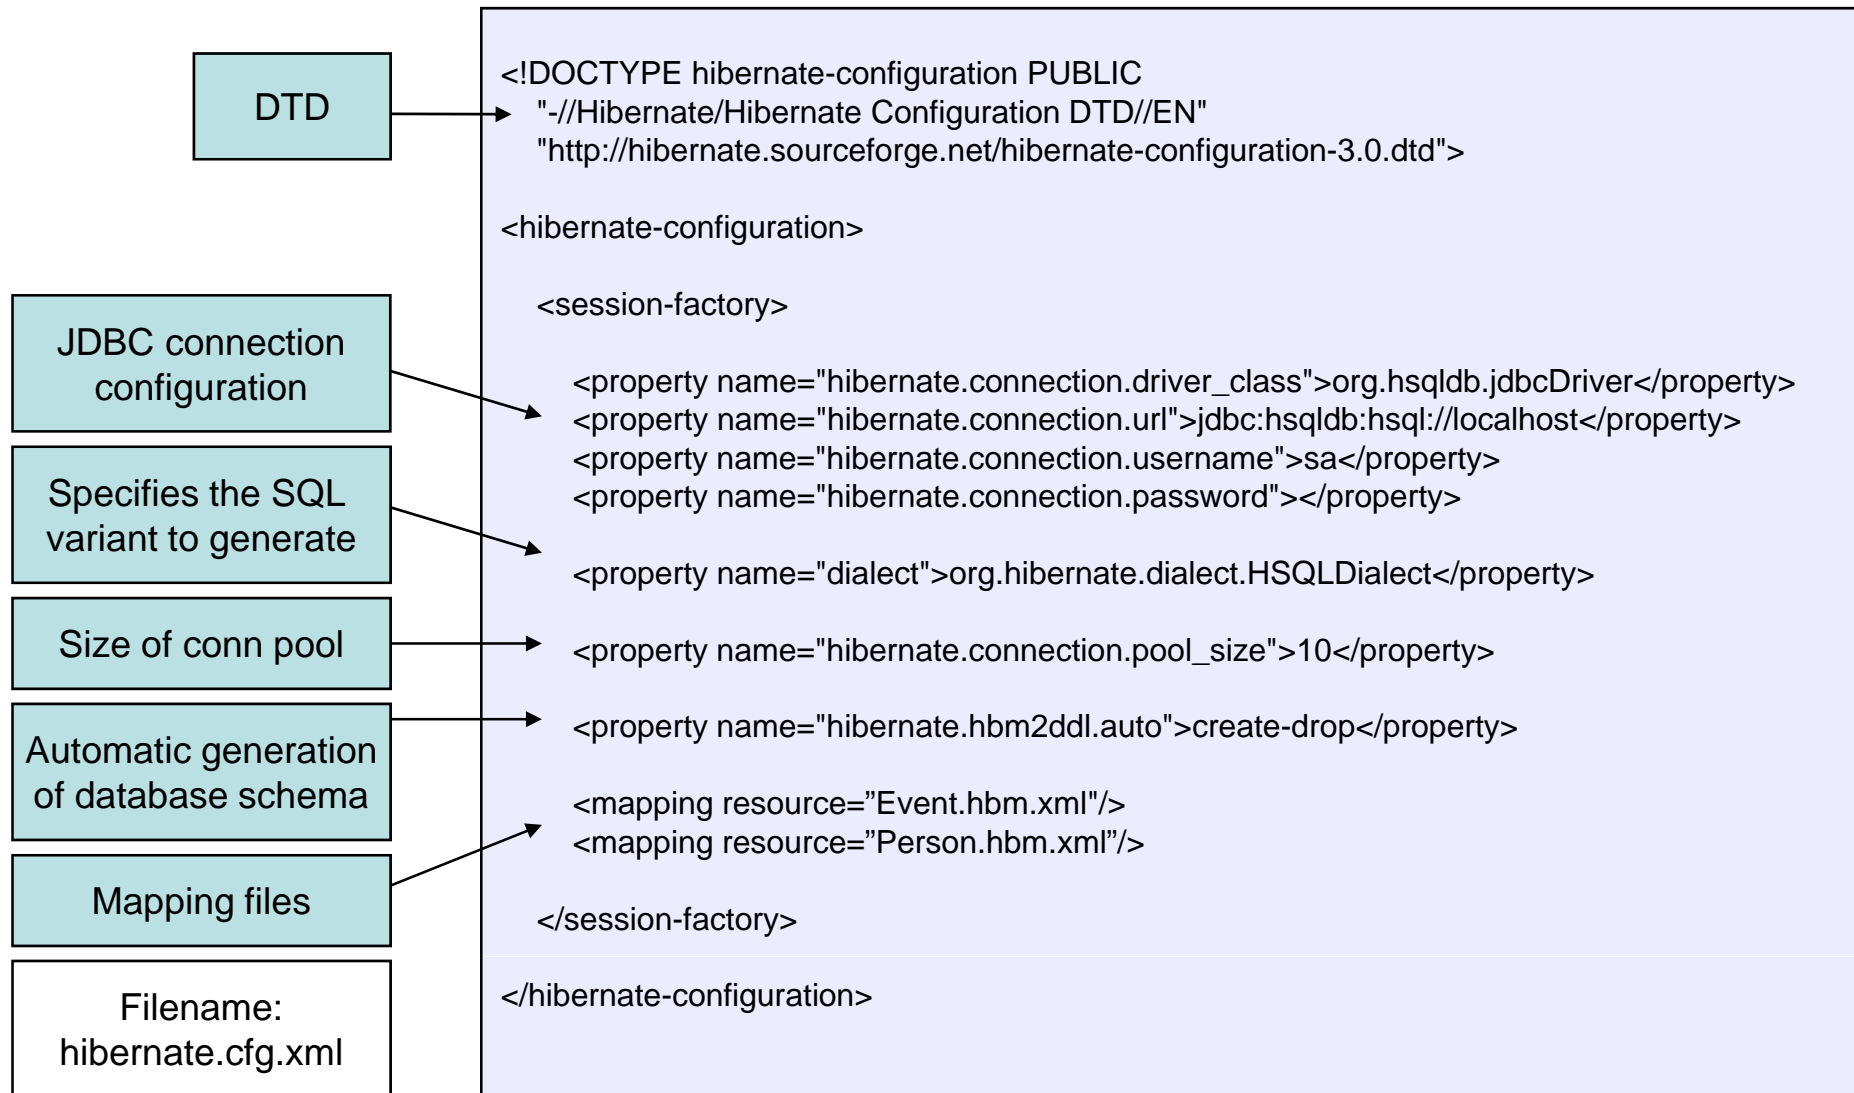 DTD
JDBC connection
configuration
Specifies the SQL
variant to generate
Size of conn pool
Automatic generation
of database schema
Mapping files
Filename:
hibernate.cfg.xml
<!DOCTYPE hibernate-configuration PUBLIC
"-//Hibernate/Hibernate Configuration DTD//EN"
"http://hibernate.sourceforge.net/hibernate-configuration-3.0.dtd">
<hibernate-configuration>
<session-factory>
<property name="hibernate.connection.driver_class">org.hsqldb.jdbcDriver</property>
<property name="hibernate.connection.url">jdbc:hsqldb:hsql://localhost</property>
<property name="hibernate.connection.username">sa</property>
<property name="hibernate.connection.password"></property>
<property name="dialect">org.hibernate.dialect.HSQLDialect</property>
<property name="hibernate.connection.pool_size">10</property>
<property name="hibernate.hbm2ddl.auto">create-drop</property>
<mapping resource=”Event.hbm.xml"/>
<mapping resource=”Person.hbm.xml”/>
</session-factory>
</hibernate-configuration>